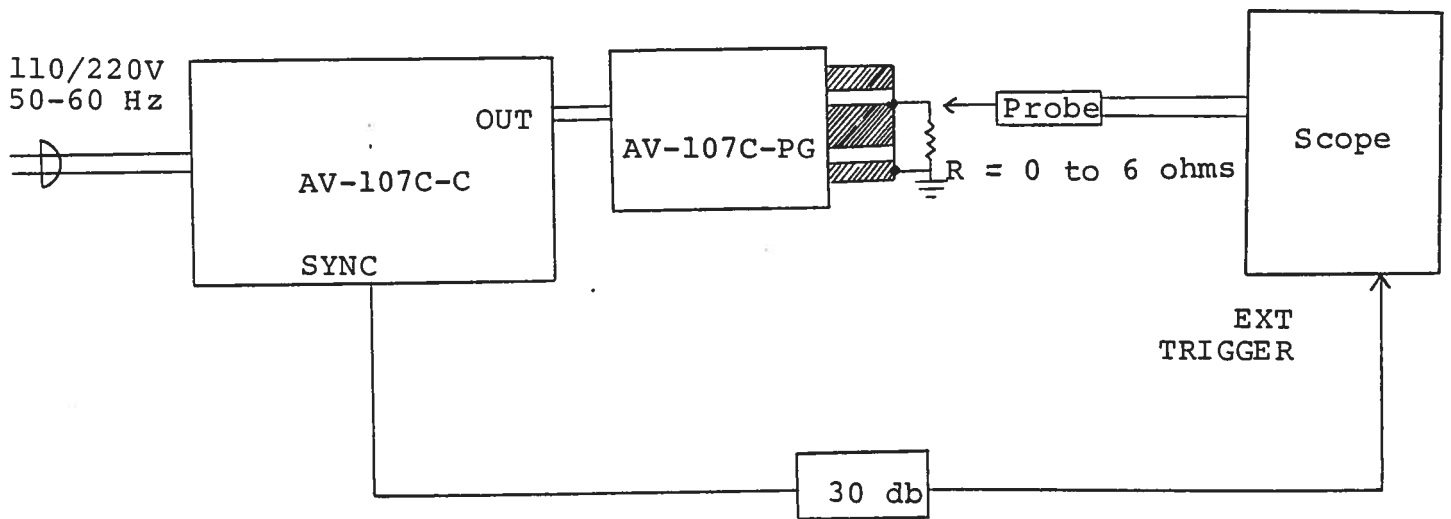 110/220V
50-60 Hz
OUT
AV-107C-C
SYNC
AV-107C-PG
Probe
R = 0 to 6 ohms
Scope
EXT
TRIGGER
30 db